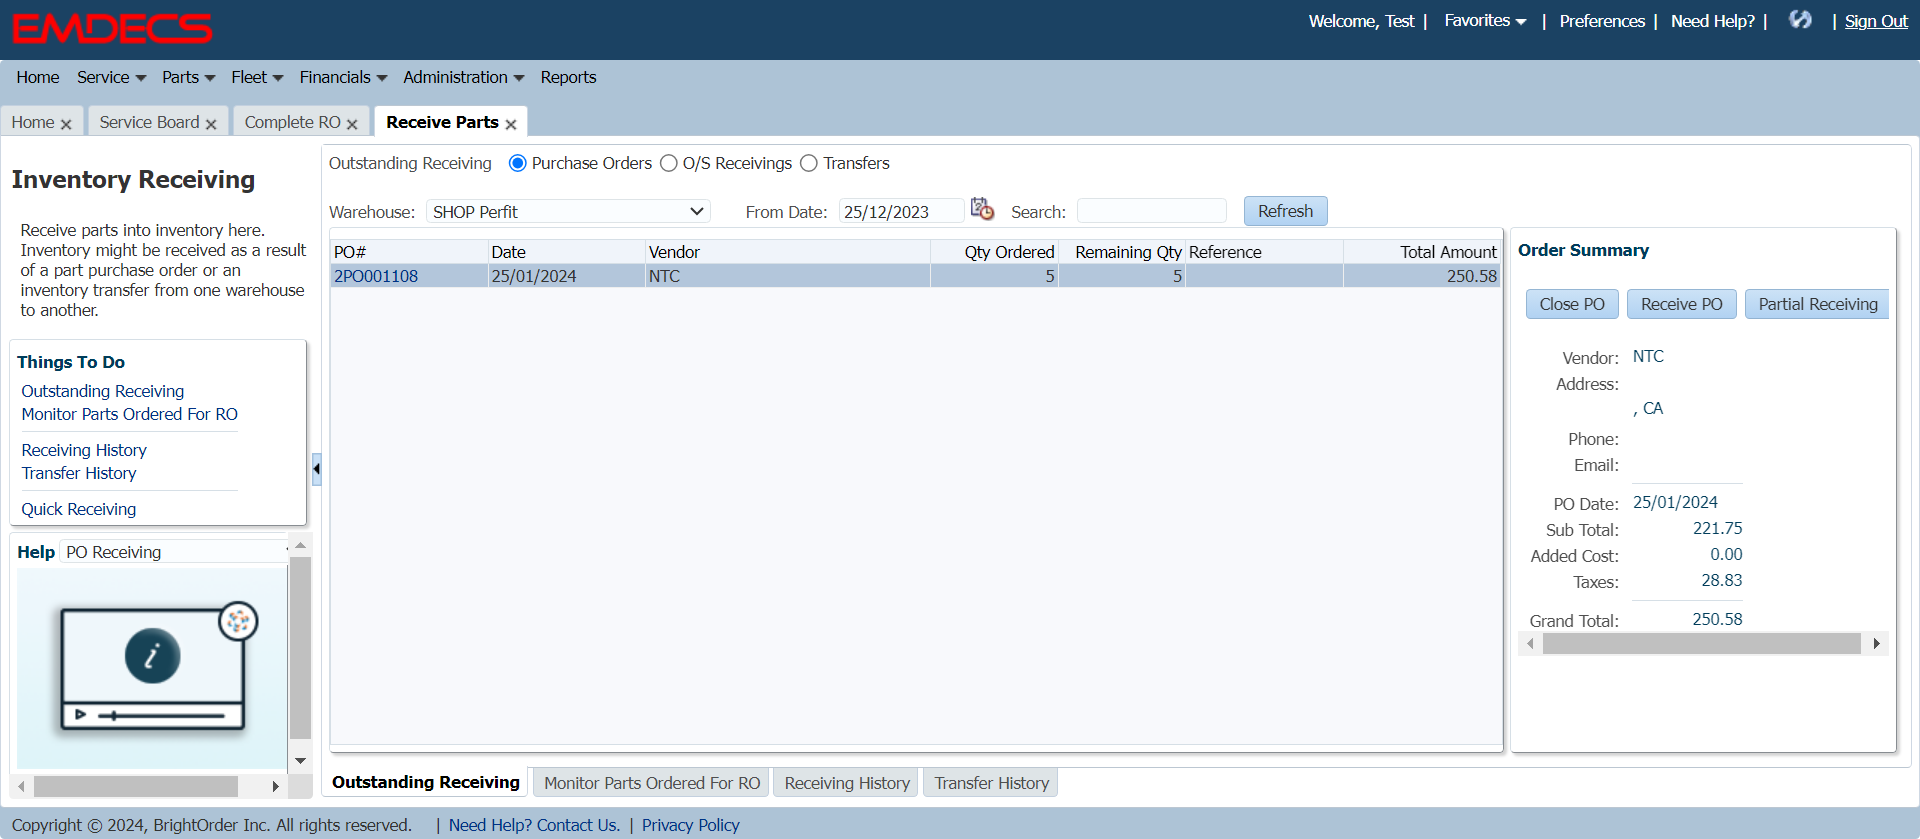 EMDECS
Welcome, Test | Favorites | Preferences | Need Help? | | Sign Out
Home Service Parts Fleet Financials Administration Reports
Home Service Board Complete RO Receive Parts
Inventory Receiving
Receive parts into inventory here.
Inventory might be received as a result
of a part purchase order or an
inventory transfer from one warehouse
to another.
Things To Do
Outstanding Receiving
Monitor Parts Ordered For RO
Receiving History
Transfer History
Quick Receiving
Help PO Receiving
i
Outstanding Receiving Purchase Orders O/S Receivings Transfers
Warehouse: SHOP Perfit From Date: 25/12/2023 Search: Refresh
PO# Date Vendor Qty Ordered Remaining Qty Reference Total Amount
2PO001108 25/01/2024 NTC 5 5 250.58
Order Summary
Close PO Receive PO Partial Receiving
Vendor: NTC
Address:
, CA
Phone:
Email:
PO Date: 25/01/2024
Sub Total: 221.75
Added Cost: 0.00
Taxes: 28.83
Grand Total: 250.58
Outstanding Receiving Monitor Parts Ordered For RO Receiving History Transfer History
Copyright © 2024, BrightOrder Inc. All rights reserved. | Need Help? Contact Us. | Privacy Policy